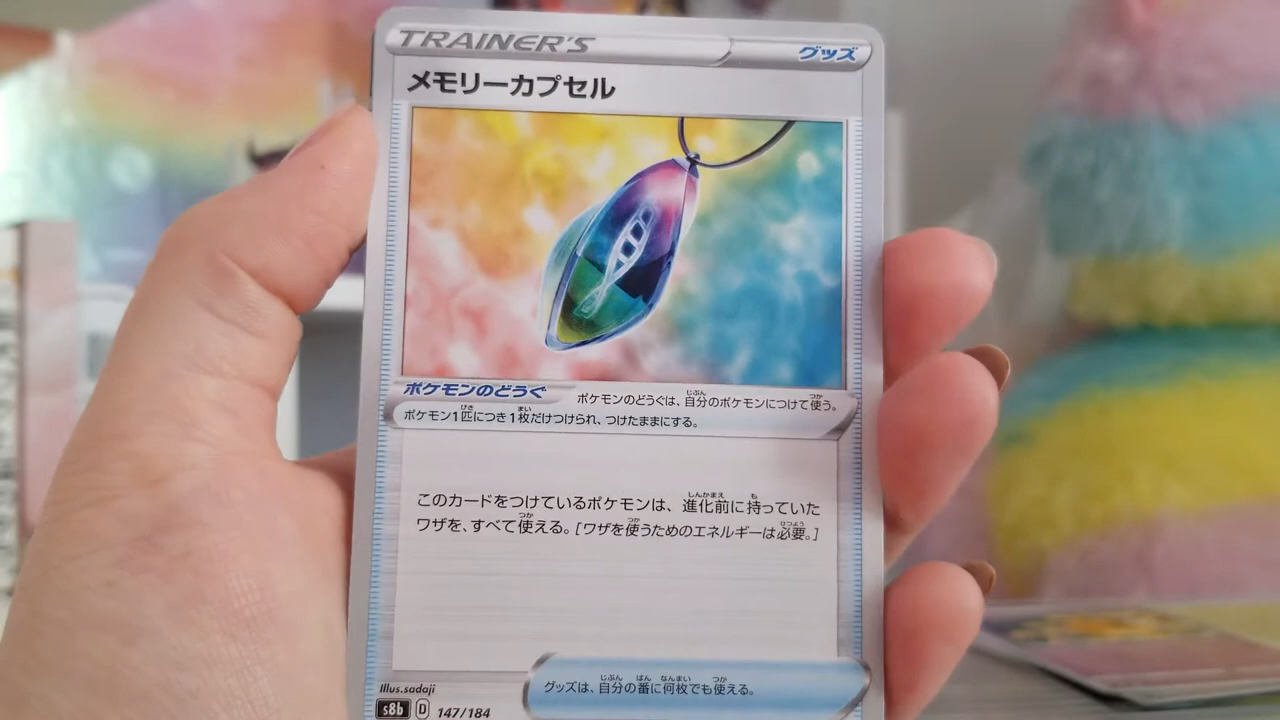 TRAINER'S グッズ
メモリーカプセル
ポケモンのどうぐ ポケモンのどうぐは、自分のポケモンにつけて使う。
ポケモン1匹につき1枚だけつけられ、つけたままにする。
このカードをつけているポケモンは、進化前に持っていた
ワザを、すべて使える。[ワザを使うためのエネルギーは必要。]
Illus.sadaji
グッズは、自分の番に何枚でも使える。
s8b D 147/184